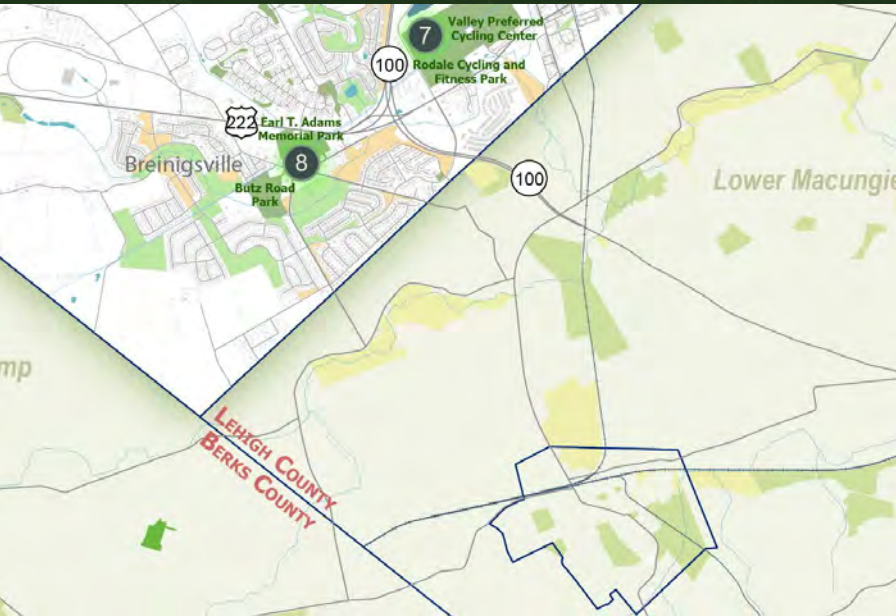 7
Valley Preferred
Cycling Center
100
Rodale Cycling and
Fitness Park
222
Earl T. Adams
Memorial Park
Breinigsville
8
100
Butz Road
Park
Lower Macungie
mp
LEHIGH COUNTY
BERKS COUNTY